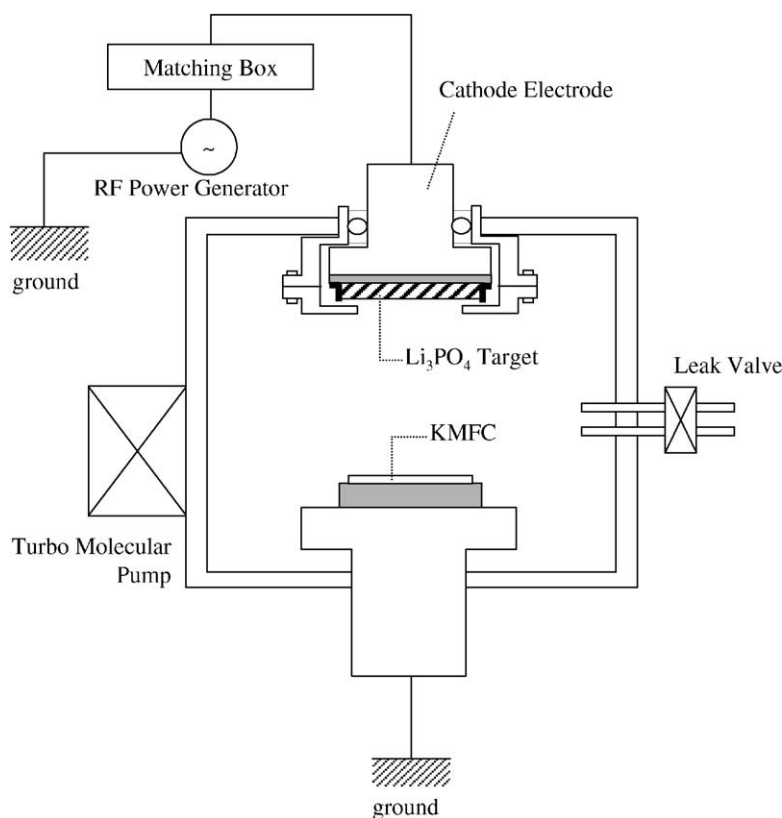 Matching Box
Cathode Electrode
~
RF Power Generator
ground
Li₃PO₄ Target
Leak Valve
KMFC
Turbo Molecular
Pump
ground